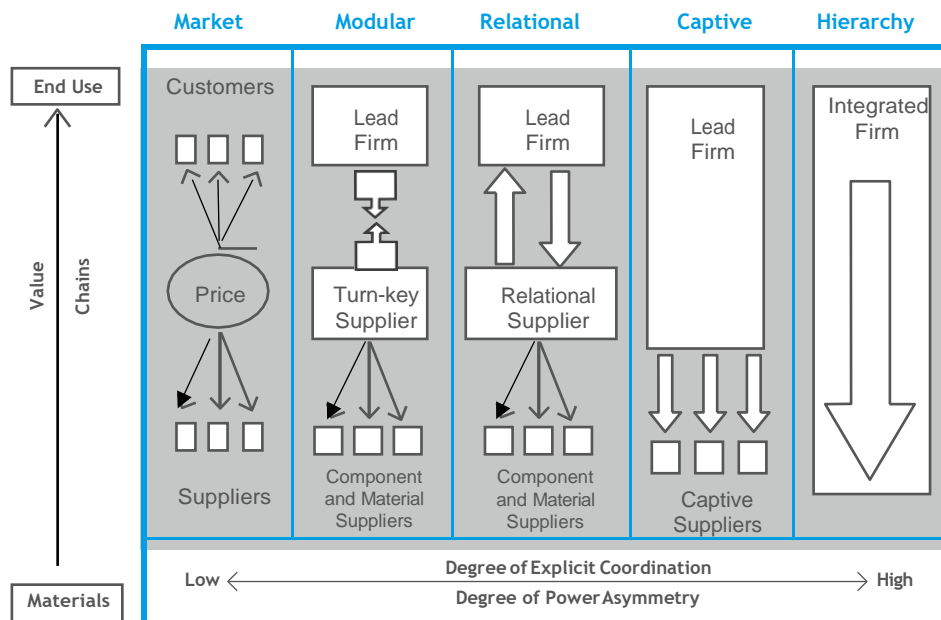 Market
Modular
Relational
Captive
Hierarchy
End Use
Value
Chains
Materials
Customers
Price
Suppliers
Lead
Firm
Turn-key
Supplier
Component
and Material
Suppliers
Lead
Firm
Relational
Supplier
Component
and Material
Suppliers
Lead
Firm
Captive
Suppliers
Integrated
Firm
Low
Degree of Explicit Coordination
Degree of Power Asymmetry
High